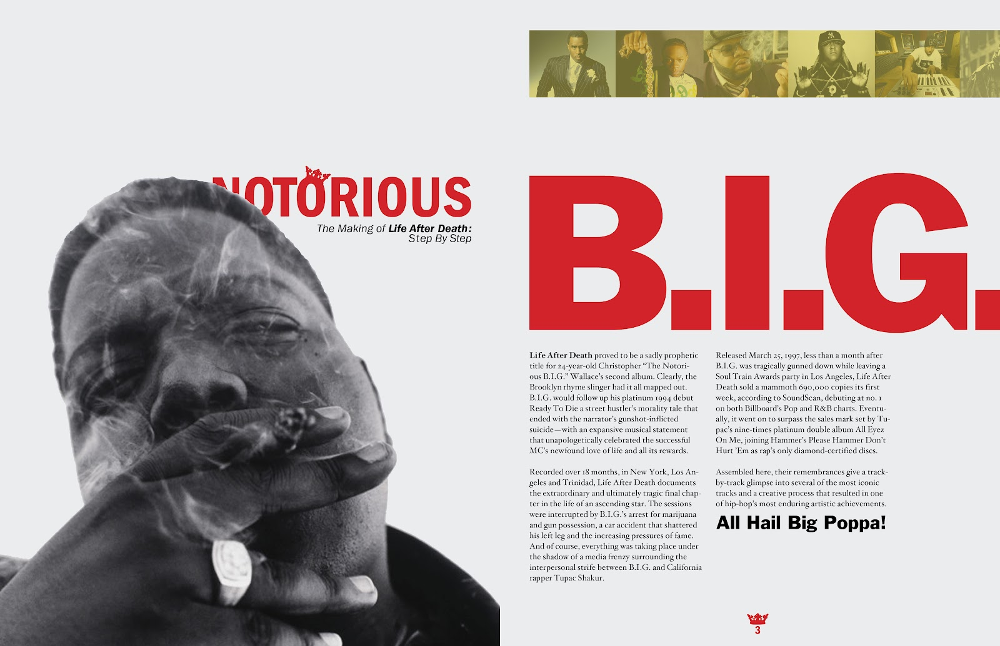 NOTORIOUS
The Making of Life After Death:
Step By Step
B.I.G.
Life After Death proved to be a sadly prophetic
title for 24-year-old Christopher “The Notori-
ous B.I.G.” Wallace’s second album. Clearly, the
Brooklyn rhyme slinger had it all mapped out.
B.I.G. would follow up his platinum 1994 debut
Ready To Die a street hustler’s morality tale that
ended with the narrator’s gunshot-inflicted
suicide—with an expansive musical statement
that unapologetically celebrated the successful
MC’s newfound love of life and all its rewards.
Recorded over 18 months, in New York, Los An-
geles and Trinidad, Life After Death documents
the extraordinary and ultimately tragic final chap-
ter in the life of an ascending star. The sessions
were interrupted by B.I.G.’s arrest for marijuana
and gun possession, a car accident that shattered
his left leg and the increasing pressures of fame.
And of course, everything was taking place under
the shadow of a media frenzy surrounding the
interpersonal strife between B.I.G. and California
rapper Tupac Shakur.
Released March 25, 1997, less than a month after
B.I.G. was tragically gunned down while leaving a
Soul Train Awards party in Los Angeles, Life After
Death sold a mammoth 690,000 copies its first
week, according to SoundScan, debuting at no. 1
on both Billboard’s Pop and R&B charts. Eventu-
ally, it went on to surpass the sales mark set by Tu-
pac’s nine-times platinum double album All Eyez
On Me, joining Hammer’s Please Hammer Don’t
Hurt ’Em as rap’s only diamond-certified discs.
Assembled here, their remembrances give a track-
by-track glimpse into several of the most iconic
tracks and a creative process that resulted in one
of hip-hop’s most enduring artistic achievements.
All Hail Big Poppa!
3